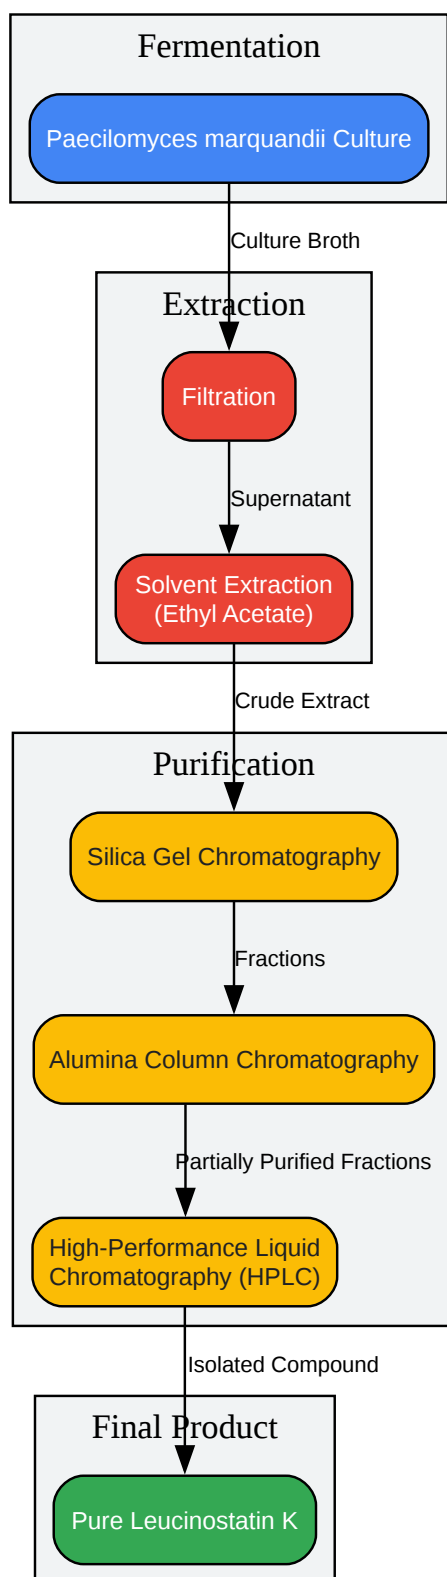 Fermentation
Paecilomyces marquandii Culture
Culture Broth
Extraction
Filtration
Supernatant
Solvent Extraction
(Ethyl Acetate)
Crude Extract
Purification
Silica Gel Chromatography
Fractions
Alumina Column Chromatography
Partially Purified Fractions
High-Performance Liquid
Chromatography (HPLC)
Isolated Compound
Final Product
Pure Leucinostatin K